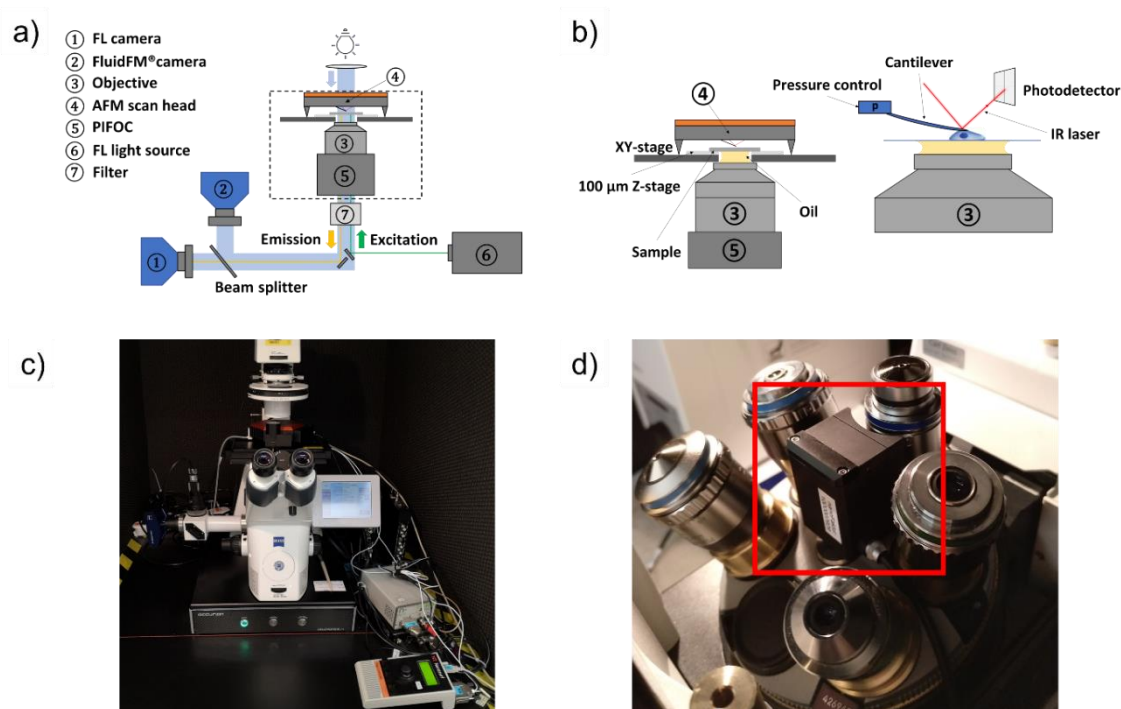 a)
① FL camera
② FluidFM®camera
③ Objective
④ AFM scan head
⑤ PIFOC
⑥ FL light source
⑦ Filter
④
③
⑤
②
⑦
Emission
Excitation
①
⑥
Beam splitter
b)
Cantilever
Pressure control
④
P
Photodetector
XY-stage
IR laser
100 µm Z-stage
③
Oil
③
Sample
⑤
c)
ZEISS
accurion
d)